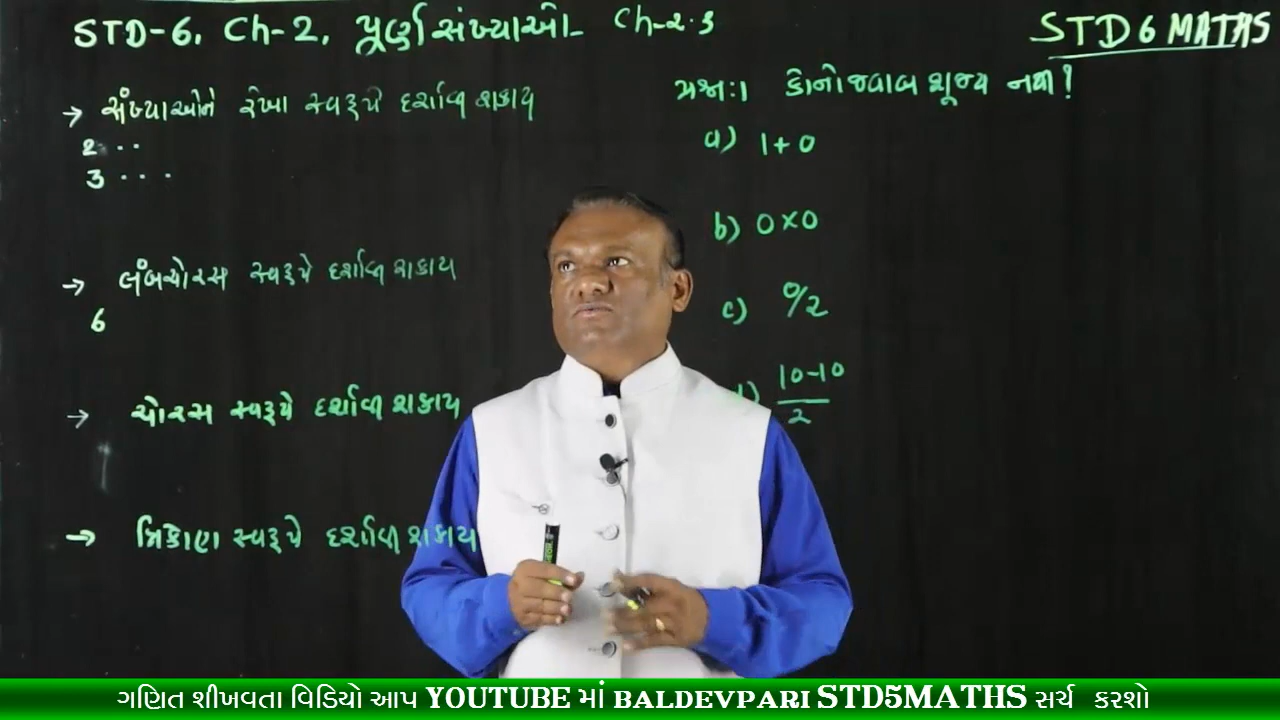 STD-6. Ch-2. પૂર્ણ સંખ્યાઓ- Ch-2.3
STD 6 MATHS
→ સંખ્યાઓને રેખા સ્વરૂપે દર્શાવી શકાય
2 ..
3 ...
→ લંબચોરસ સ્વરૂપે દર્શાવી શકાય
6
→ ચોરસ સ્વરૂપે દર્શાવી શકાય
→ ત્રિકોણ સ્વરૂપે દર્શાવી શકાય
પ્રશ્ન:1 કોનો જવાબ શૂન્ય નથી?
a) 1+0
b) 0×0
c) 0/2
d) 10-10
2
ગણિત શીખવતા વિડિયો આપ YOUTUBE માં BALDEVPARI STD5MATHS સર્ચ કરશો